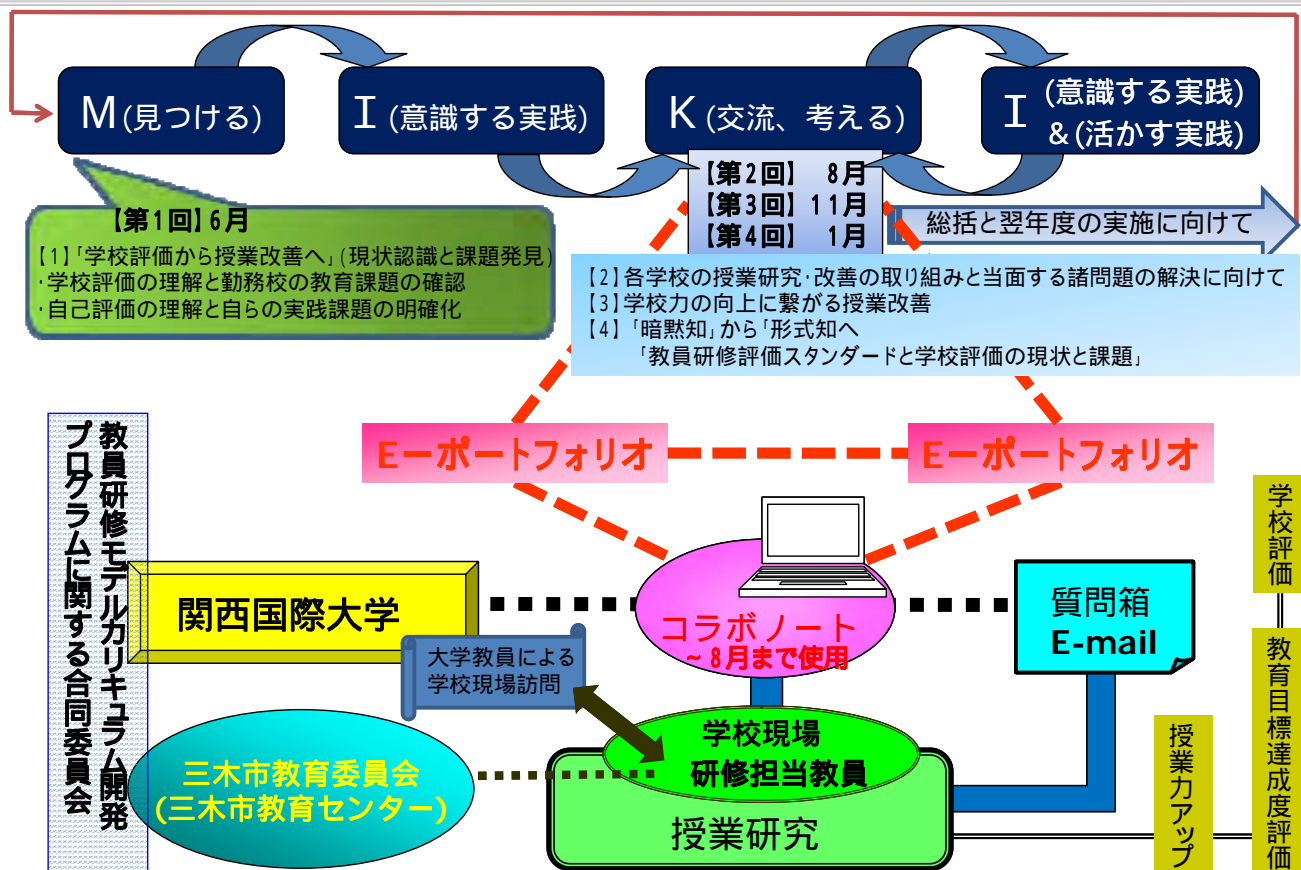 M(見つける)
I(意識する実践)
K(交流、考える)
I
(意識する実践)
&(活かす実践)
【第1回】6月
【1】「学校評価から授業改善へ」(現状認識と課題発見)
・学校評価の理解と勤務校の教育課題の確認
・自己評価の理解と自らの実践課題の明確化
【第2回】 8月
【第3回】 11月
【第4回】 1月
総括と翌年度の実施に向けて
【2】各学校の授業研究・改善の取り組みと当面する諸問題の解決に向けて
【3】学校力の向上に繋がる授業改善
【4】「暗黙知」から「形式知へ
「教員研修評価スタンダードと学校評価の現状と課題」
E-ポートフォリオ
E-ポートフォリオ
教員研修モデルカリキュラム開発
プログラムに関する合同委員会
関西国際大学
コラボノート
~8月まで使用
質問箱
E-mail
大学教員による
学校現場訪問
三木市教育委員会
(三木市教育センター)
学校現場
研修担当教員
授業研究
授業力アップ
学校評価
教育目標達成度評価